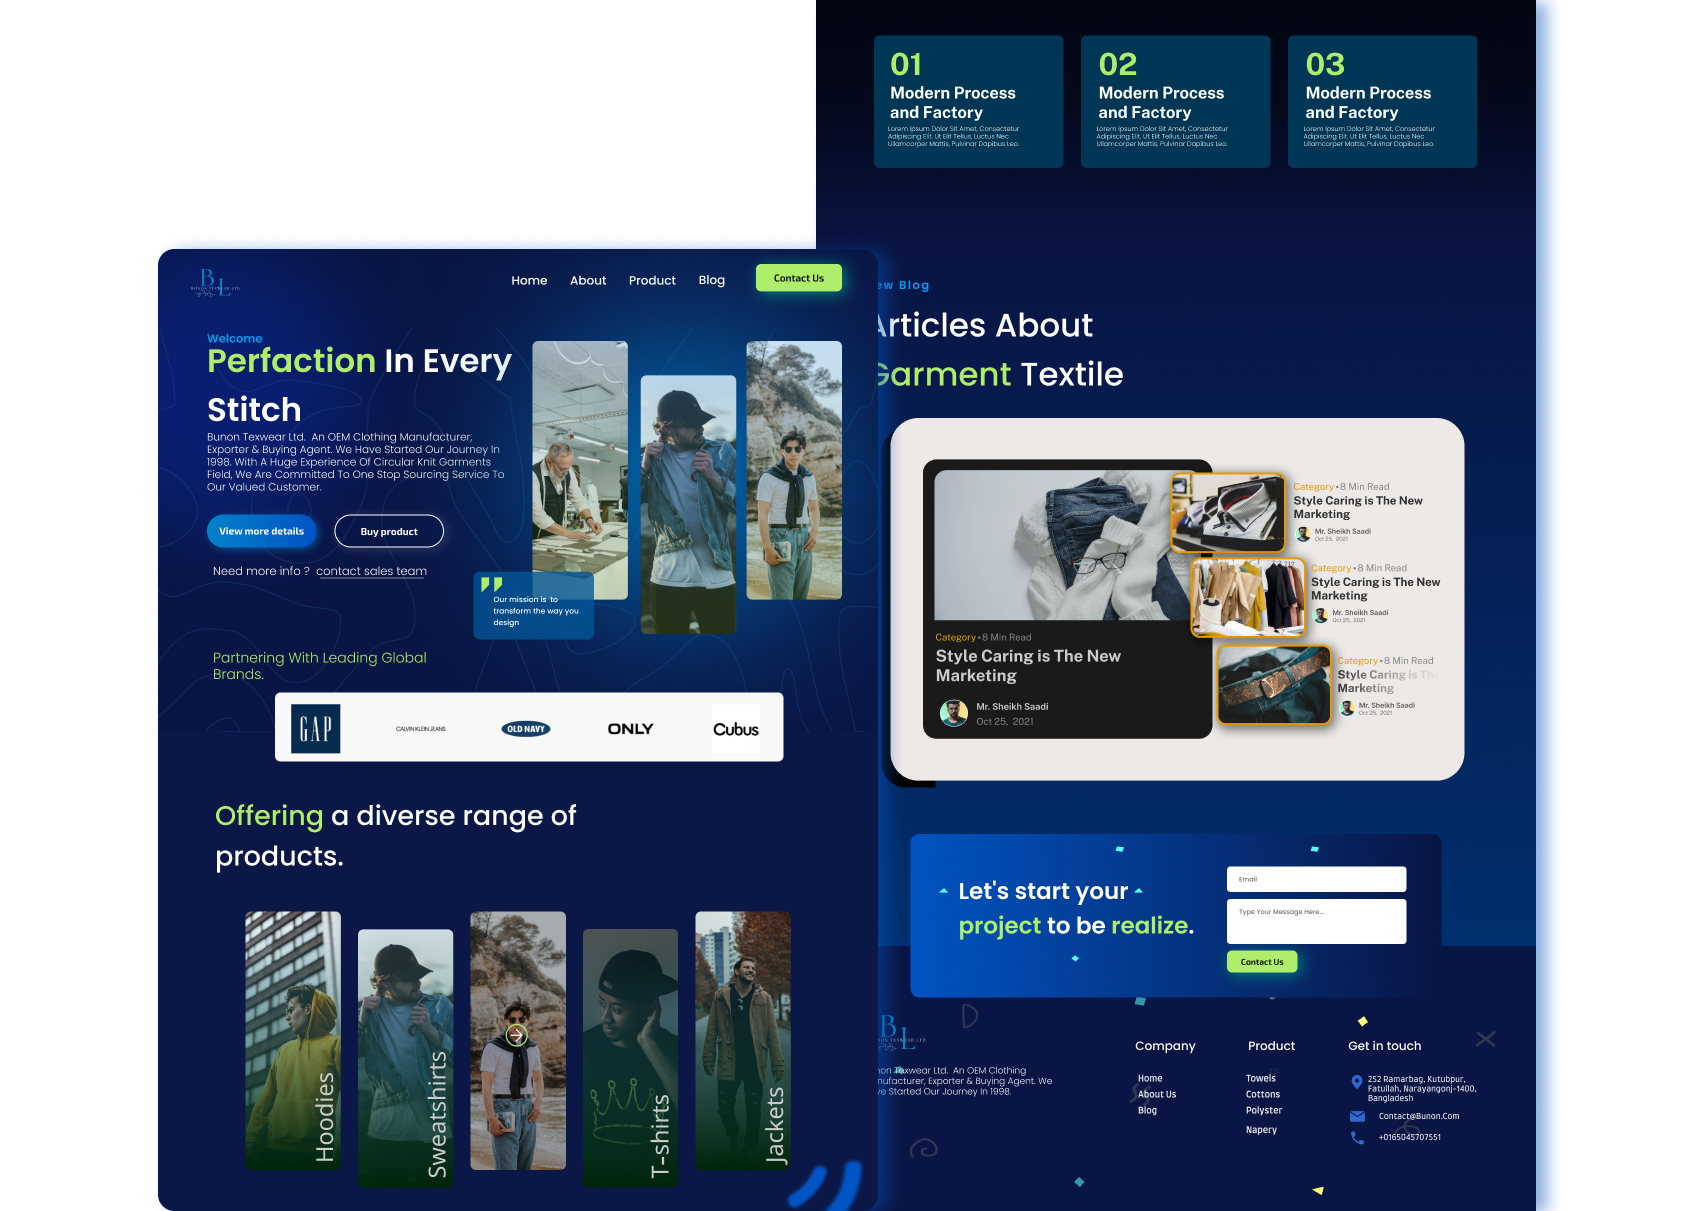 01
Modern Process
and Factory
Lorem Ipsum Dolor Sit Amet, Consectetur
Adipiscing Elit. Ut Elit Tellus, Luctus Nec
Ullamcorper Mattis, Pulvinar Dapibus Leo.
02
Modern Process
and Factory
Lorem Ipsum Dolor Sit Amet, Consectetur
Adipiscing Elit. Ut Elit Tellus, Luctus Nec
Ullamcorper Mattis, Pulvinar Dapibus Leo.
03
Modern Process
and Factory
Lorem Ipsum Dolor Sit Amet, Consectetur
Adipiscing Elit. Ut Elit Tellus, Luctus Nec
Ullamcorper Mattis, Pulvinar Dapibus Leo.
BL
BUNON TEXWEAR LTD
Home About Product Blog Contact Us
Welcome
Perfaction In Every
Stitch
Bunon Texwear Ltd. An OEM Clothing Manufacturer,
Exporter & Buying Agent. We Have Started Our Journey In
1998. With A Huge Experience Of Circular Knit Garments
Field, We Are Committed To One Stop Sourcing Service To
Our Valued Customer.
View more details Buy product
Need more info ? contact sales team
Our mission is to
transform the way you
design
Partnering With Leading Global
Brands.
GAP
CALVIN KLEIN JEANS
OLD NAVY
ONLY
Cubus
Offering a diverse range of
products.
Hoodies
Sweatshirts
T-shirts
Jackets
ew Blog
Articles About
Garment Textile
Category • 8 Min Read
Style Caring is The New
Marketing
Mr. Sheikh Saadi
Oct 25, 2021
Category • 8 Min Read
Style Caring is The New
Marketing
Mr. Sheikh Saadi
Oct 25, 2021
Category • 8 Min Read
Style Caring is The New
Marketing
Mr. Sheikh Saadi
Oct 25, 2021
Category • 8 Min Read
Style Caring is The
Marketing
Mr. Sheikh Saadi
Oct 25, 2021
Let's start your
project to be realize.
Email
Type Your Message Here...
Contact Us
BL
TEXWEAR LTD
non Texwear Ltd. An OEM Clothing
nufacturer, Exporter & Buying Agent. We
ve Started Our Journey In 1998.
Company
Home
About Us
Blog
Product
Towels
Cottons
Polyster
Napery
Get in touch
252 Ramarbag, Kutubpur,
Fatullah, Narayangonj-1400,
Bangladesh
Contact@Bunon.Com
+0165045707551